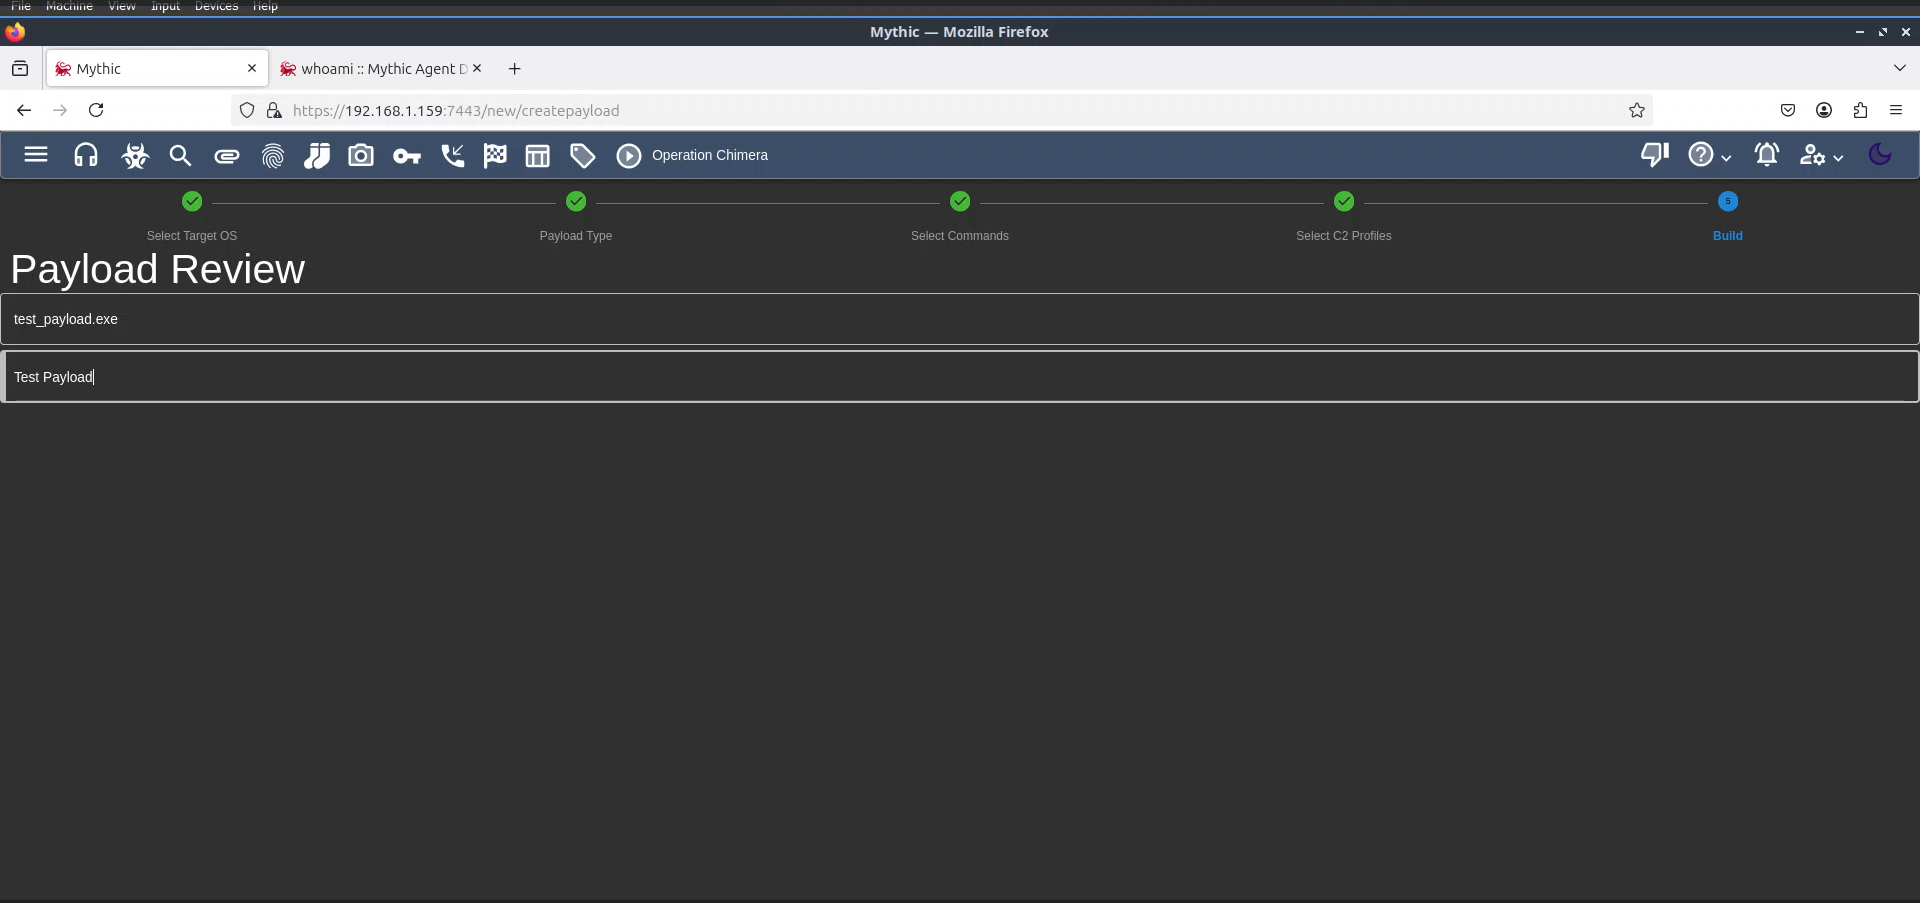 File Machine View Input Devices Help
Mythic — Mozilla Firefox
Mythic
whoami :: Mythic Agent D
https://192.168.1.159:7443/new/createpayload
Operation Chimera
5
Select Target OS
Payload Type
Select Commands
Select C2 Profiles
Build
Payload Review
test_payload.exe
Test Payload